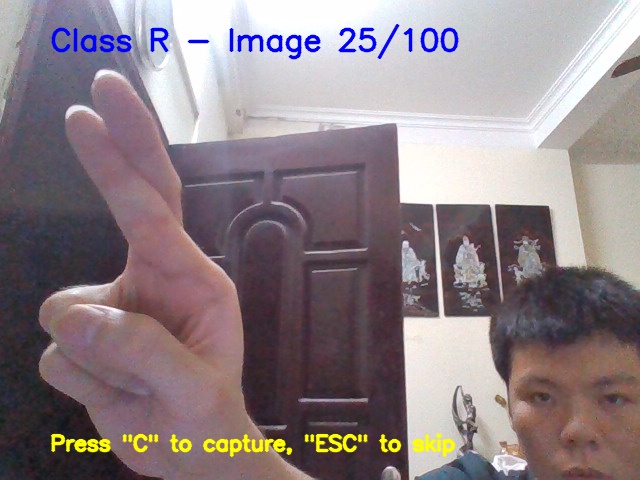 Class R - Image 25/100
Press "C" to capture, "ESC" to skip